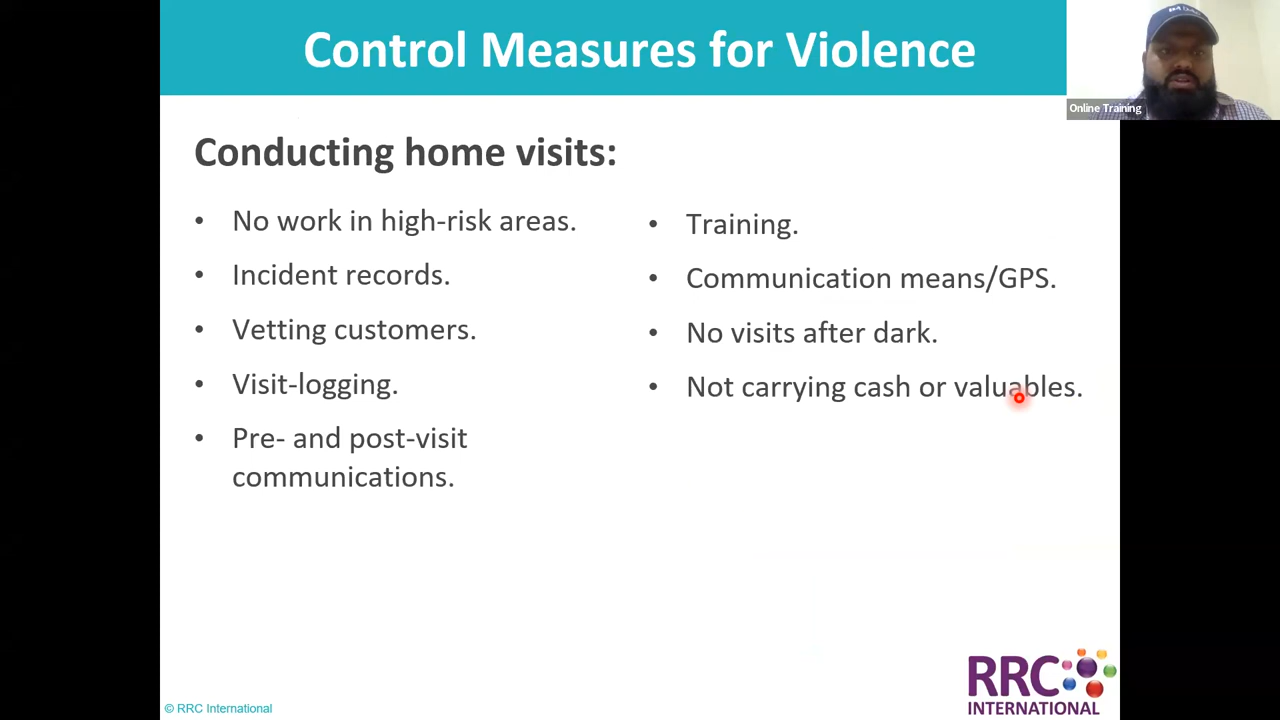 Control Measures for Violence
Online Training
Conducting home visits:
• No work in high-risk areas.
• Incident records.
• Vetting customers.
• Visit-logging.
• Pre- and post-visit
communications.
• Training.
• Communication means/GPS.
• No visits after dark.
• Not carrying cash or valuables.
© RRC International
RRC
INTERNATIONAL